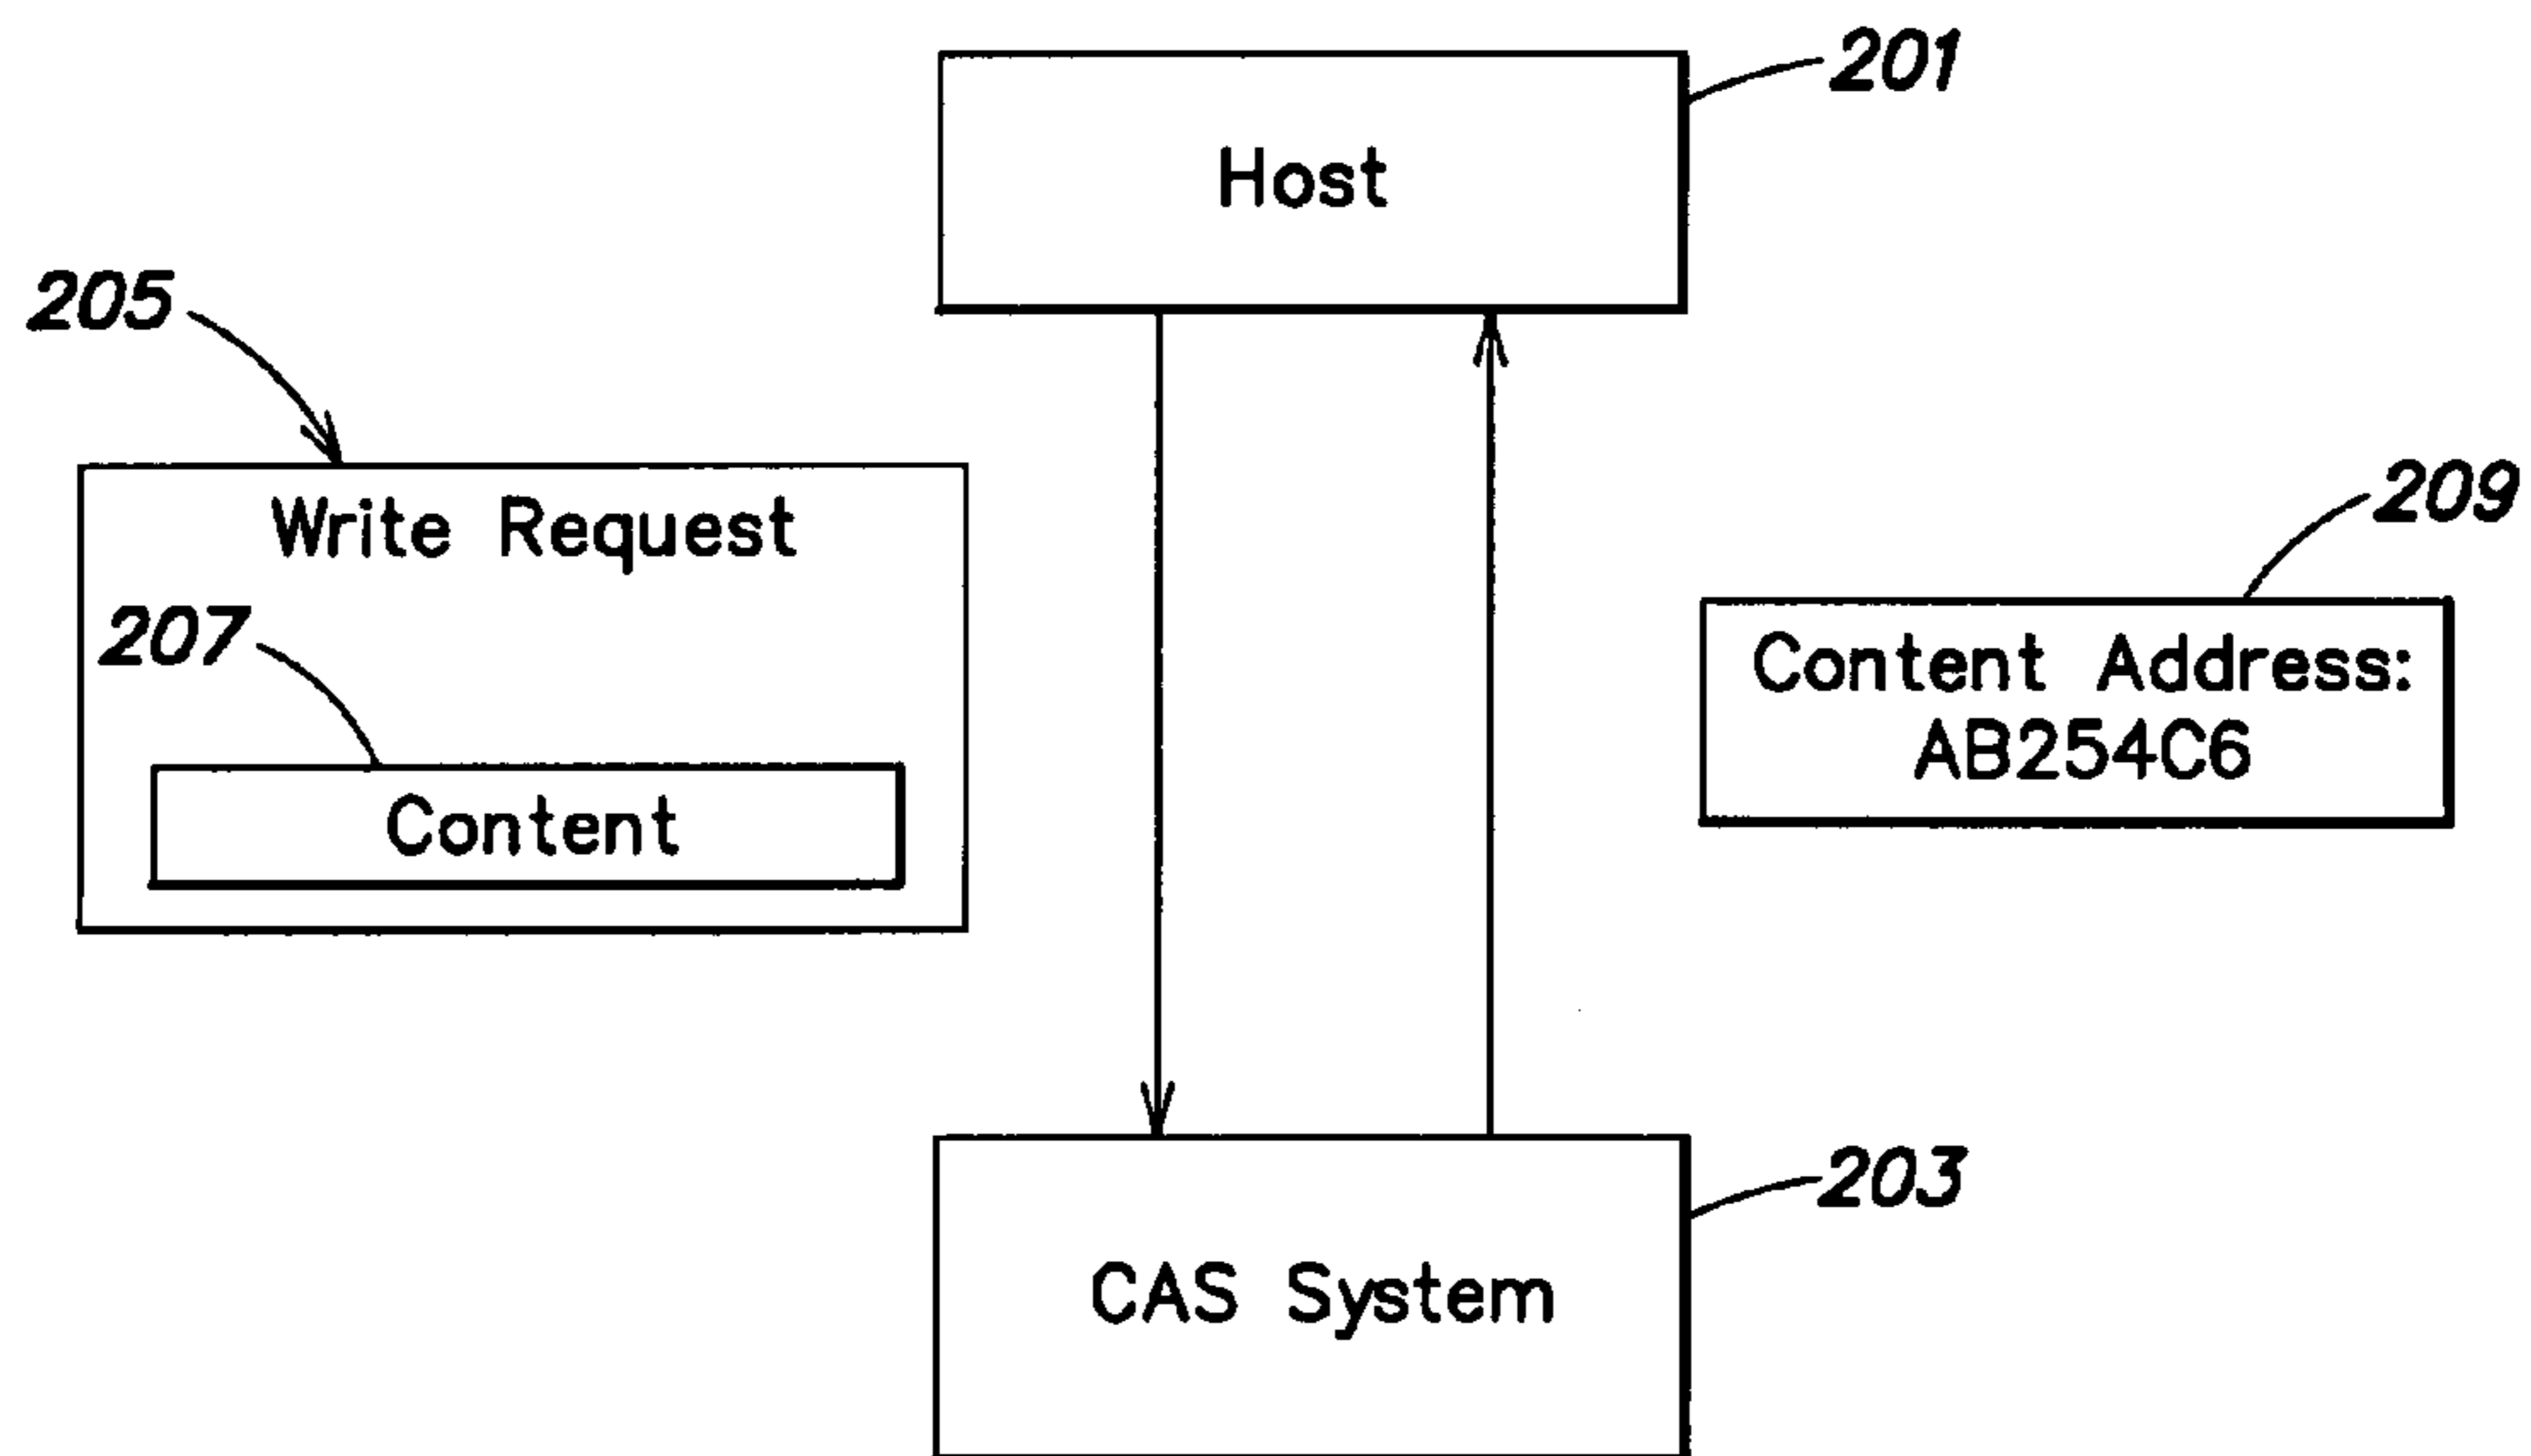 201
Host
205
Write Request
209
207
Content Address:
AB254C6
Content
203
CAS System